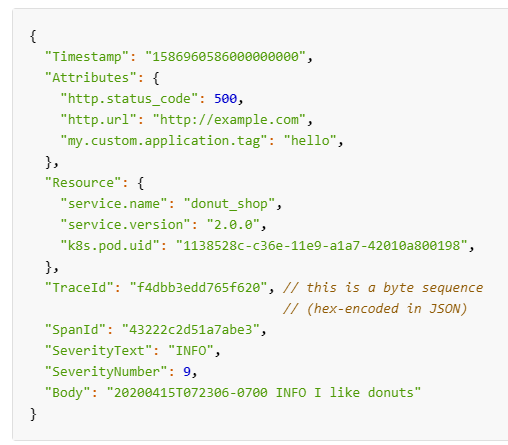 {
  "Timestamp": "1586960586000000000",
  "Attributes": {
    "http.status_code": 500,
    "http.url": "http://example.com",
    "my.custom.application.tag": "hello",
  },
  "Resource": {
    "service.name": "donut_shop",
    "service.version": "2.0.0",
    "k8s.pod.uid": "1138528c-c36e-11e9-a1a7-42010a800198",
  },
  "TraceId": "f4dbb3edd765f620", // this is a byte sequence
                                 // (hex-encoded in JSON)
  "SpanId": "43222c2d51a7abe3",
  "SeverityText": "INFO",
  "SeverityNumber": 9,
  "Body": "20200415T072306-0700 INFO I like donuts"
}